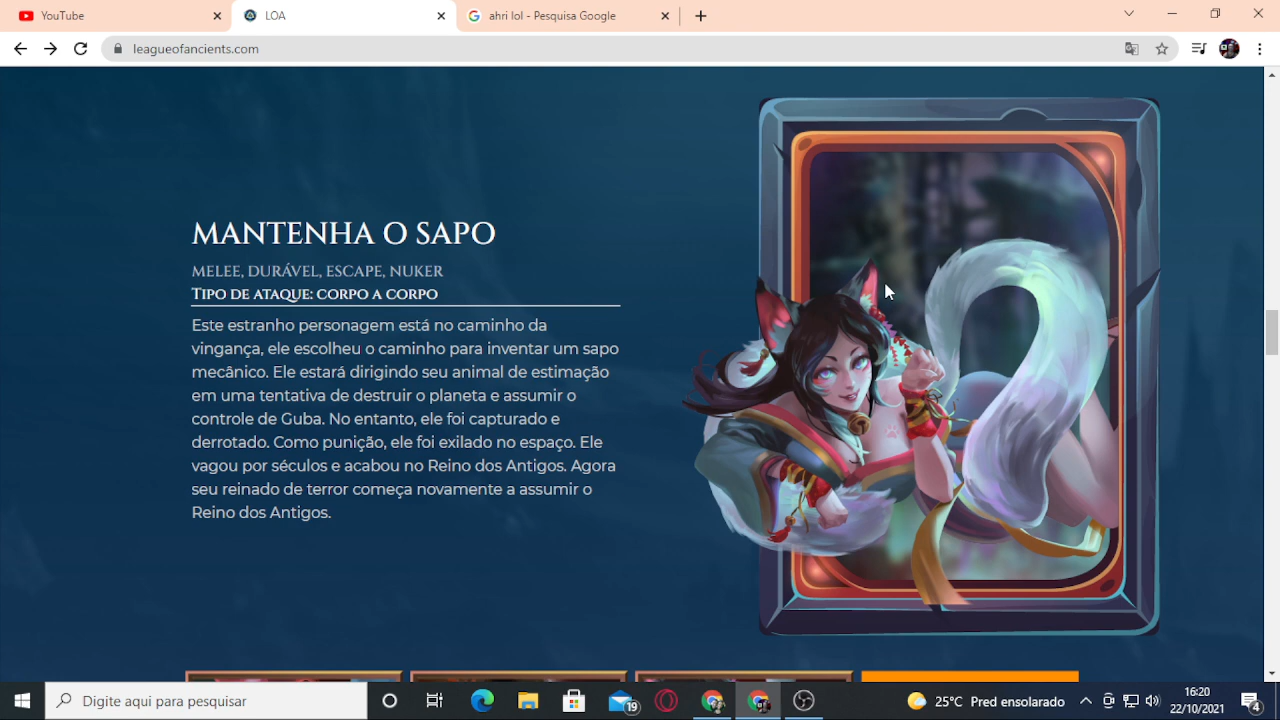 YouTube
LOA
ahri lol - Pesquisa Google
leagueofancients.com
MANTENHA O SAPO
MELEE, DURÁVEL, ESCAPE, NUKER
TIPO DE ATAQUE: CORPO A CORPO
Este estranho personagem está no caminho da
vingança, ele escolheu o caminho para inventar um sapo
mecânico. Ele estará dirigindo seu animal de estimação
em uma tentativa de destruir o planeta e assumir o
controle de Guba. No entanto, ele foi capturado e
derrotado. Como punição, ele foi exilado no espaço. Ele
vagou por séculos e acabou no Reino dos Antigos. Agora
seu reinado de terror começa novamente a assumir o
Reino dos Antigos.
Digite aqui para pesquisar
19
25°C Pred ensolarado
16:20
22/10/2021
4